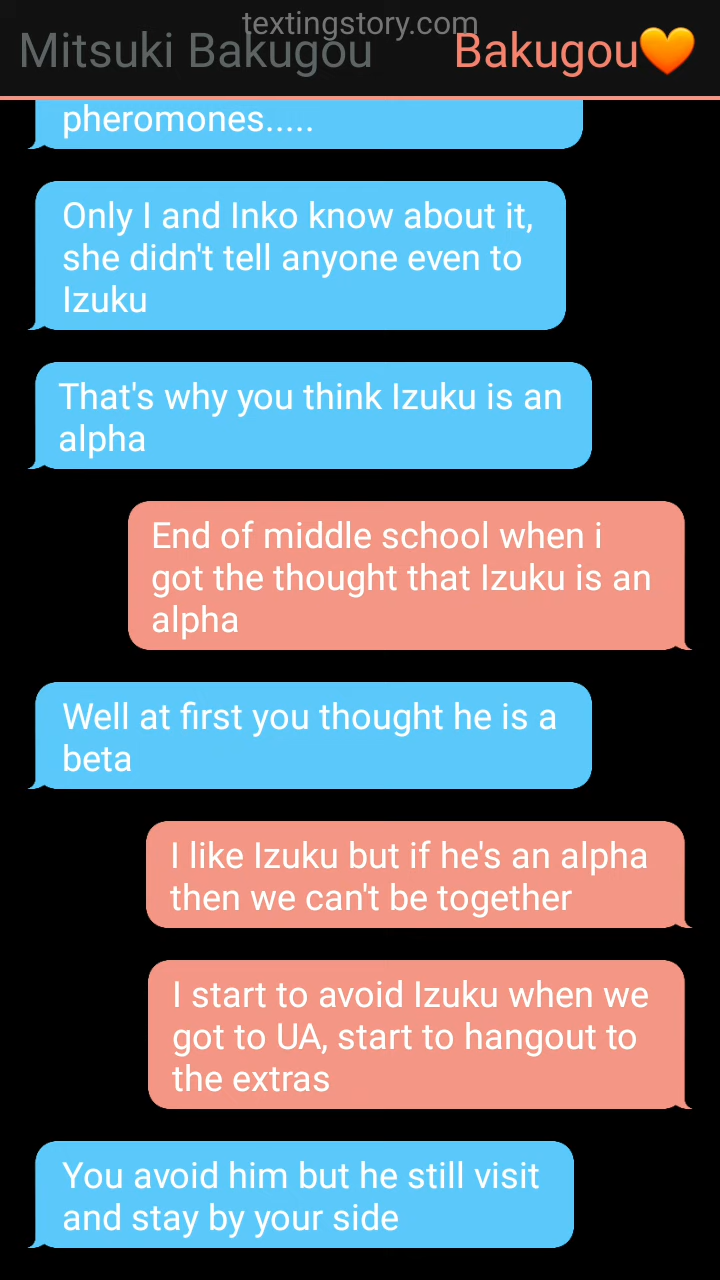 textingstory.com
Mitsuki Bakugou Bakugou🧡
pheromones.....
Only I and Inko know about it,
she didn't tell anyone even to
Izuku
That's why you think Izuku is an
alpha
End of middle school when i
got the thought that Izuku is an
alpha
Well at first you thought he is a
beta
I like Izuku but if he's an alpha
then we can't be together
I start to avoid Izuku when we
got to UA, start to hangout to
the extras
You avoid him but he still visit
and stay by your side